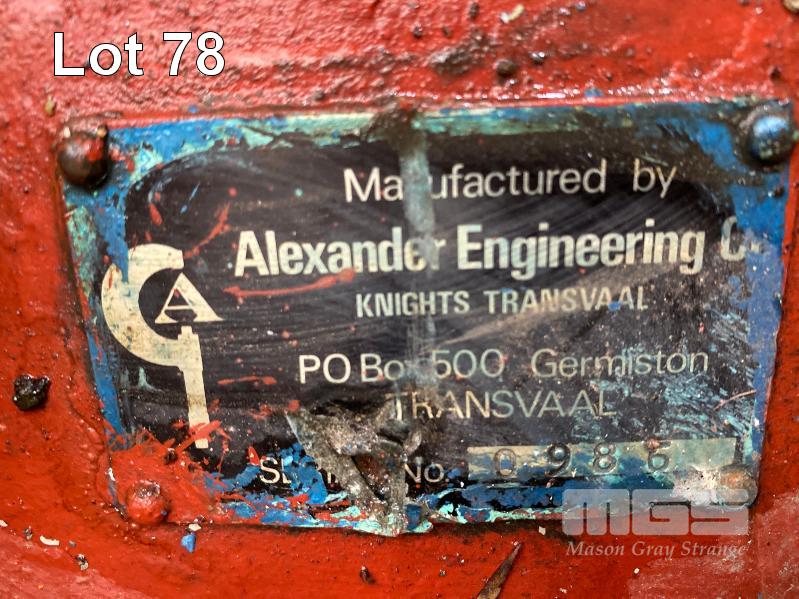 Lot 78
Manufactured by
Alexander Engineering
KNIGHTS TRANSVAAL
A
PO Box 500 Germiston
TRANSVAAL
No.
MGS
Mason Gray Strange